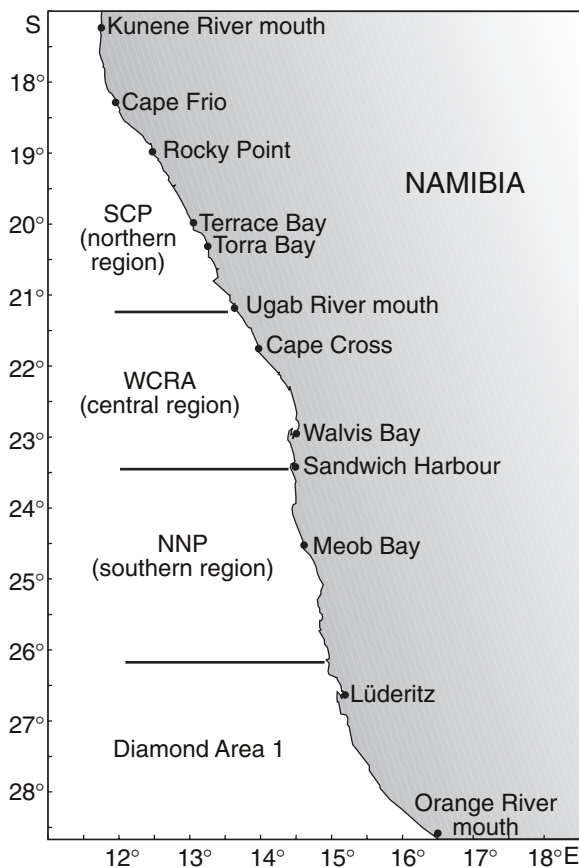 S
Kunene River mouth
18°
Cape Frio
19°
Rocky Point
NAMIBIA
SCP
(northern
region)
20°
Terrace Bay
Torra Bay
21°
Ugab River mouth
Cape Cross
22°
WCRA
(central region)
23°
Walvis Bay
Sandwich Harbour
24°
NNP
(southern region)
Meob Bay
25°
26°
Lüderitz
27°
Diamond Area 1
28°
Orange River
mouth
12° 13° 14° 15° 16° 17° 18°E